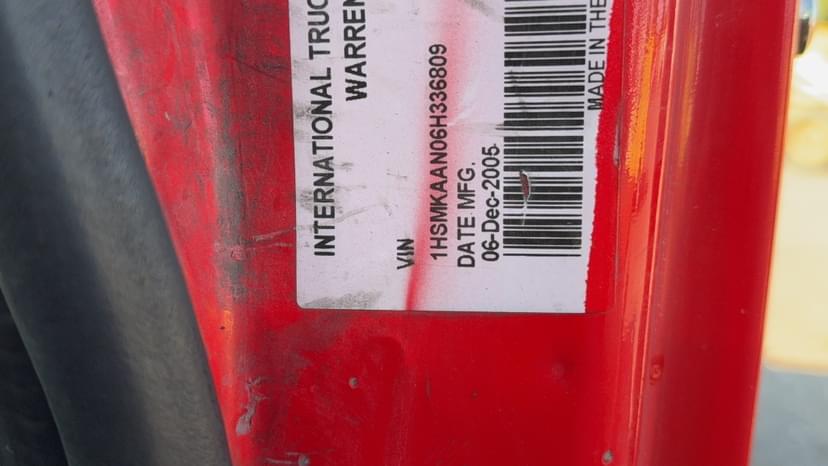 INTERNATIONAL TRUC
WARREN
VIN
1HSMKAAN06H336809
DATE MFG.
06-Dec-2005
MADE IN THE